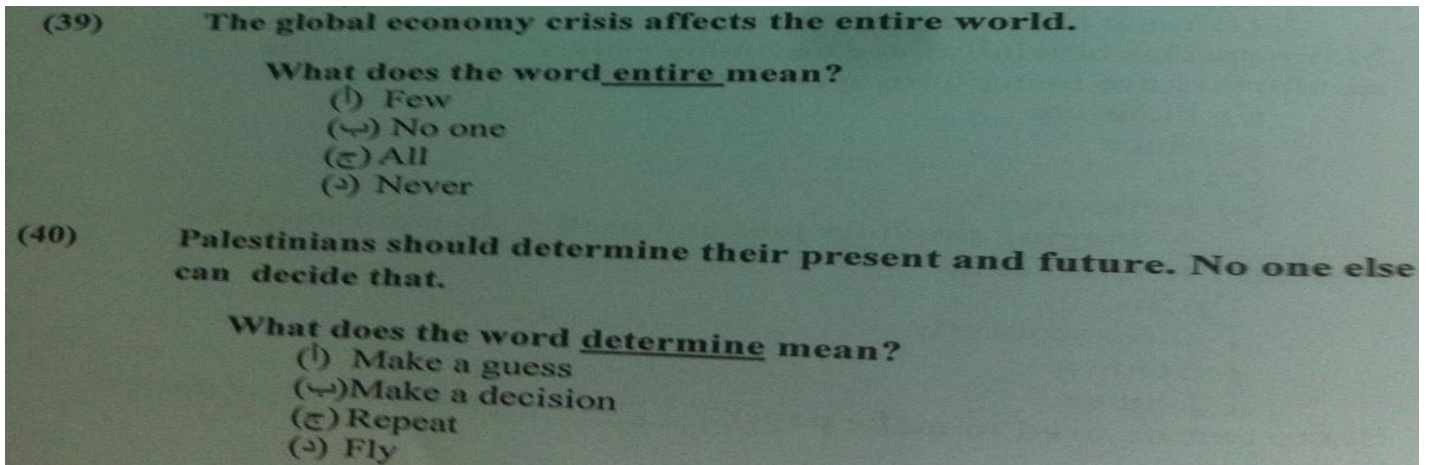 (39) The global economy crisis affects the entire world.
What does the word entire mean?
(أ) Few
(ب) No one
(ج) All
(د) Never
(40) Palestinians should determine their present and future. No one else
can decide that.
What does the word determine mean?
(أ) Make a guess
(ب)Make a decision
(ج) Repeat
(د) Fly